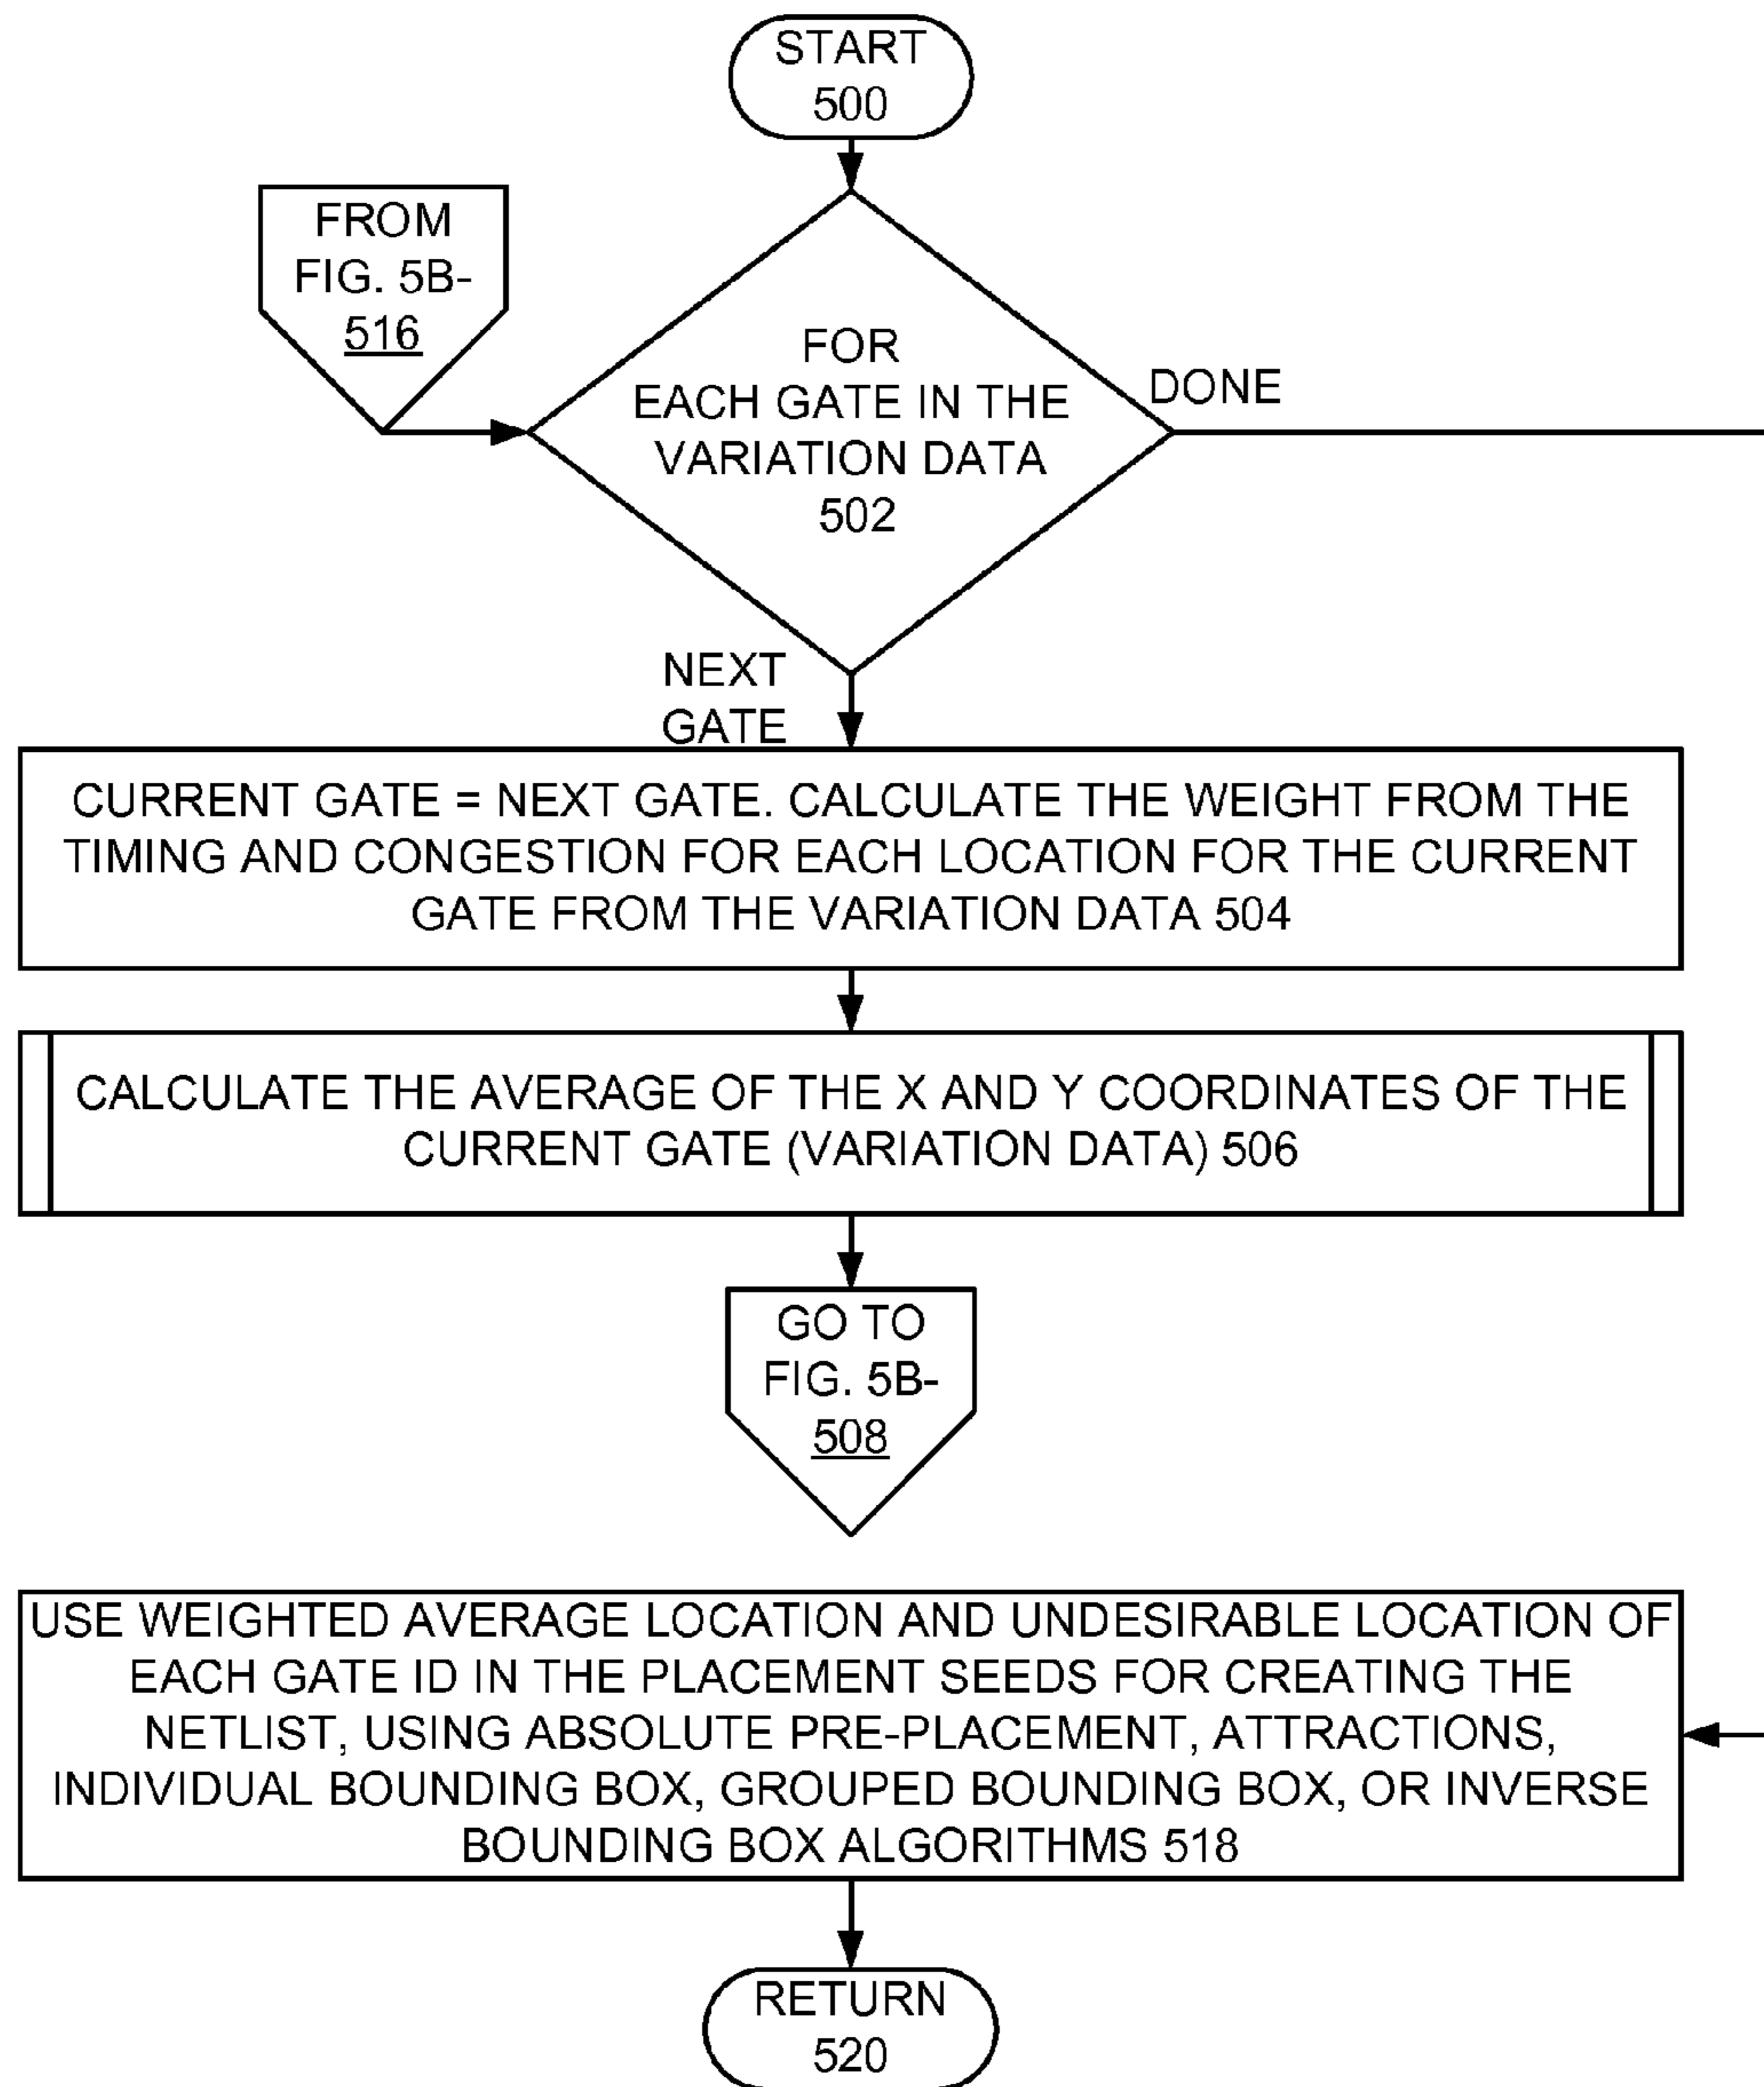 START
500
FROM
FIG. 5B-
516
FOR
EACH GATE IN THE
VARIATION DATA
502
DONE
NEXT
GATE
CURRENT GATE = NEXT GATE. CALCULATE THE WEIGHT FROM THE
TIMING AND CONGESTION FOR EACH LOCATION FOR THE CURRENT
GATE FROM THE VARIATION DATA 504
CALCULATE THE AVERAGE OF THE X AND Y COORDINATES OF THE
CURRENT GATE (VARIATION DATA) 506
GO TO
FIG. 5B-
508
USE WEIGHTED AVERAGE LOCATION AND UNDESIRABLE LOCATION OF
EACH GATE ID IN THE PLACEMENT SEEDS FOR CREATING THE
NETLIST, USING ABSOLUTE PRE-PLACEMENT, ATTRACTIONS,
INDIVIDUAL BOUNDING BOX, GROUPED BOUNDING BOX, OR INVERSE
BOUNDING BOX ALGORITHMS 518
RETURN
520